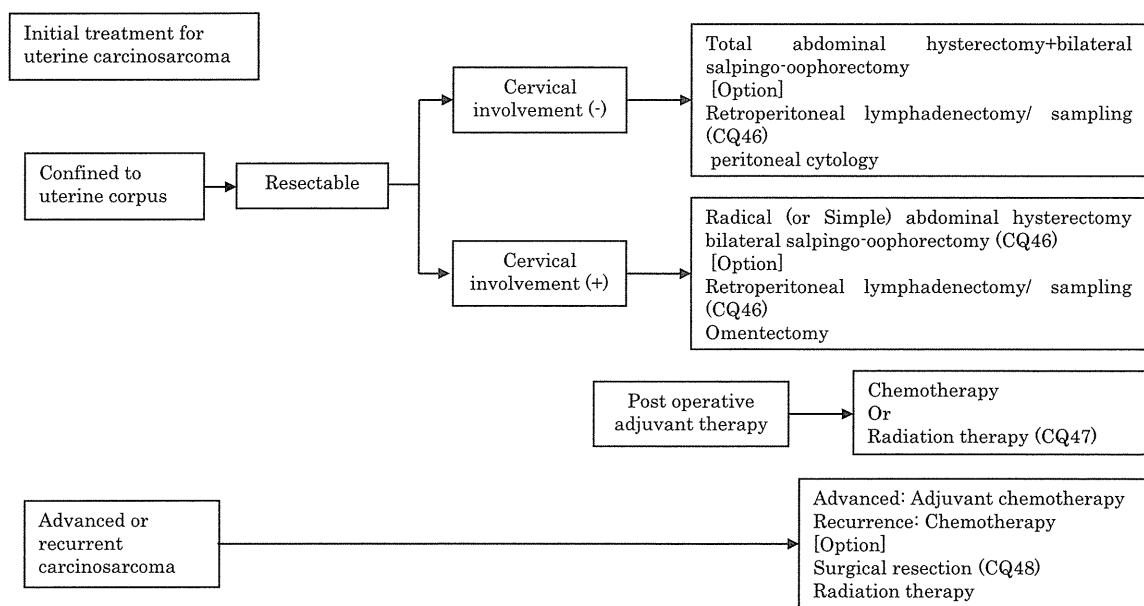 Initial treatment for
uterine carcinosarcoma
Confined to
uterine corpus
Resectable
Cervical
involvement (-)
Total abdominal hysterectomy+bilateral
salpingo-oophorectomy
[Option]
Retroperitoneal lymphadenectomy/ sampling
(CQ46)
peritoneal cytology
Cervical
involvement (+)
Radical (or Simple) abdominal hysterectomy
bilateral salpingo-oophorectomy (CQ46)
[Option]
Retroperitoneal lymphadenectomy/ sampling
(CQ46)
Omentectomy
Post operative
adjuvant therapy
Chemotherapy
Or
Radiation therapy (CQ47)
Advanced or
recurrent
carcinosarcoma
Advanced: Adjuvant chemotherapy
Recurrence: Chemotherapy
[Option]
Surgical resection (CQ48)
Radiation therapy